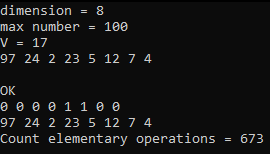 dimension = 8
max number = 100
V = 17
97 24 2 23 5 12 7 4
OK
0 0 0 0 1 1 0 0
97 24 2 23 5 12 7 4
Count elementary operations = 673